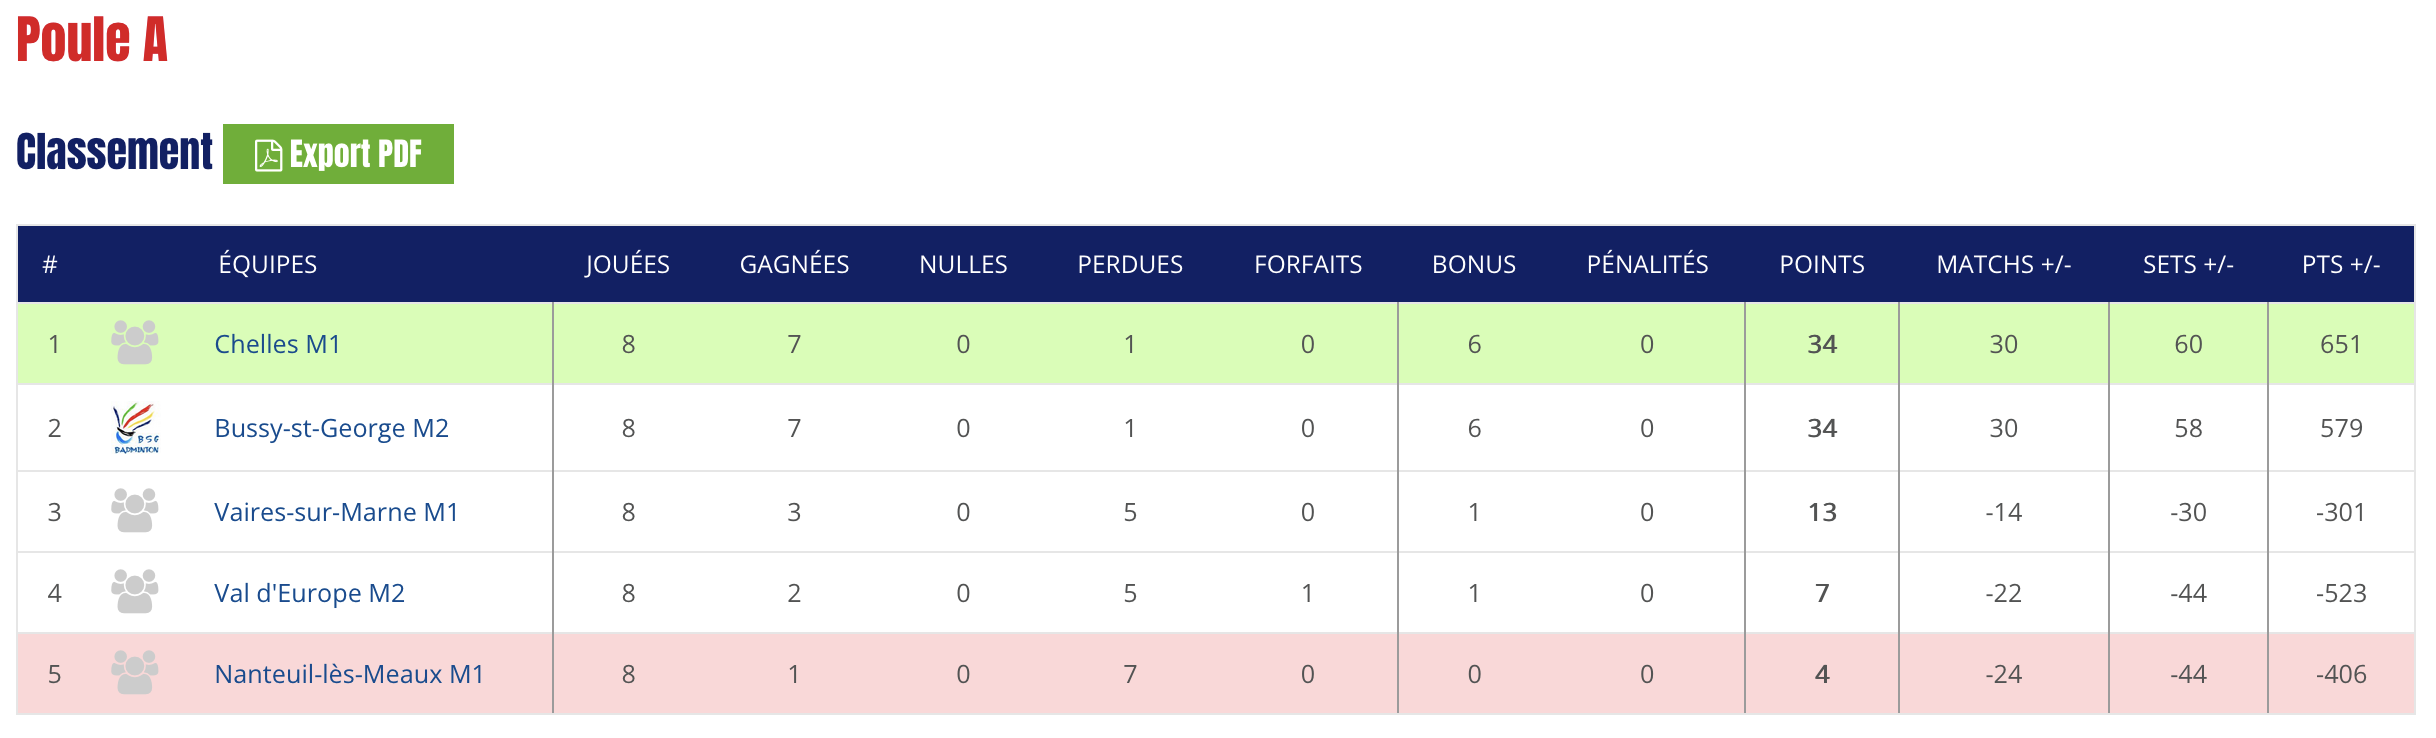 Poule A
Classement Export PDF
# ÉQUIPES JOUÉES GAGNÉES NULLES PERDUES FORFAITS BONUS PÉNALITÉS POINTS MATCHS +/- SETS +/- PTS +/-
1 Chelles M1 8 7 0 1 0 6 0 34 30 60 651
2 BSG BADMINTON Bussy-st-George M2 8 7 0 1 0 6 0 34 30 58 579
3 Vaires-sur-Marne M1 8 3 0 5 0 1 0 13 -14 -30 -301
4 Val d'Europe M2 8 2 0 5 1 1 0 7 -22 -44 -523
5 Nanteuil-lès-Meaux M1 8 1 0 7 0 0 0 4 -24 -44 -406